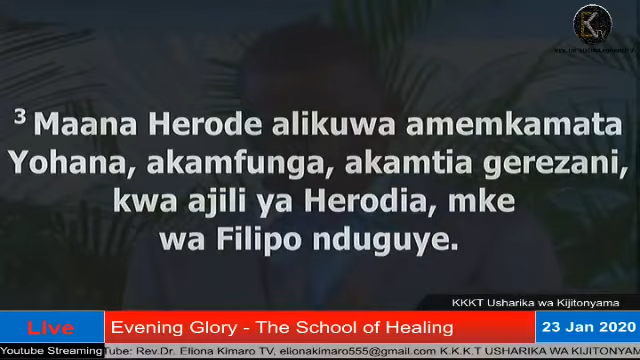 3 Maana Herode alikuwa amemkamata
Yohana, akamfunga, akamtia gerezani,
kwa ajili ya Herodia, mke
wa Filipo nduguye.
KKKT Usharika wa Kijitonyama
Live
Evening Glory - The School of Healing
23 Jan 2020
Youtube Streaming
Tube: Rev.Dr. Eliona Kimaro TV, elionakimaro555@gmail.com K.K.K.T USHARIKA WA KIJITONYAM